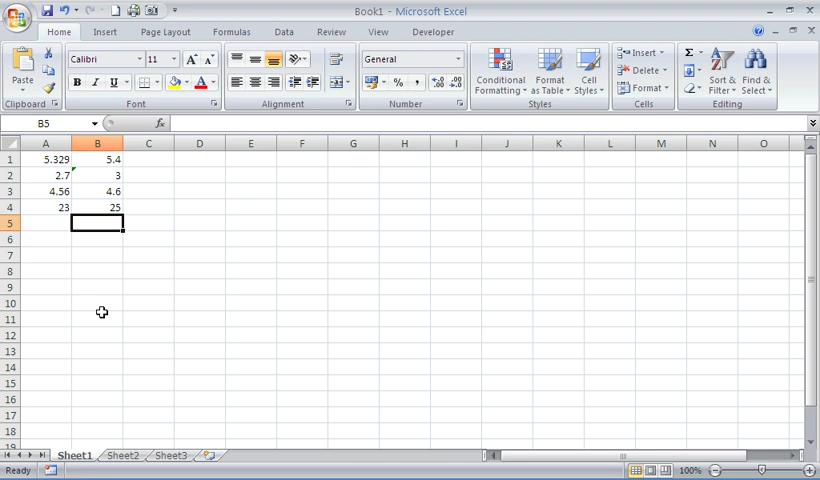 Book1 - Microsoft Excel
Home Insert Page Layout Formulas Data Review View Developer
Paste
Clipboard
Calibri 11
B I U
Font
Alignment
General
$ % , .0 .00 .00 .0
Number
Conditional Formatting
Format as Table
Cell Styles
Styles
Insert
Delete
Format
Cells
Σ
Sort & Filter
Find & Select
Editing
B5 fx
A B C D E F G H I J K L M N O
1 5.329 5.4
2 2.7 3
3 4.56 4.6
4 23 25
5
6
7
8
9
10
11
12
13
14
15
16
17
18
19
Sheet1 Sheet2 Sheet3
Ready 100%